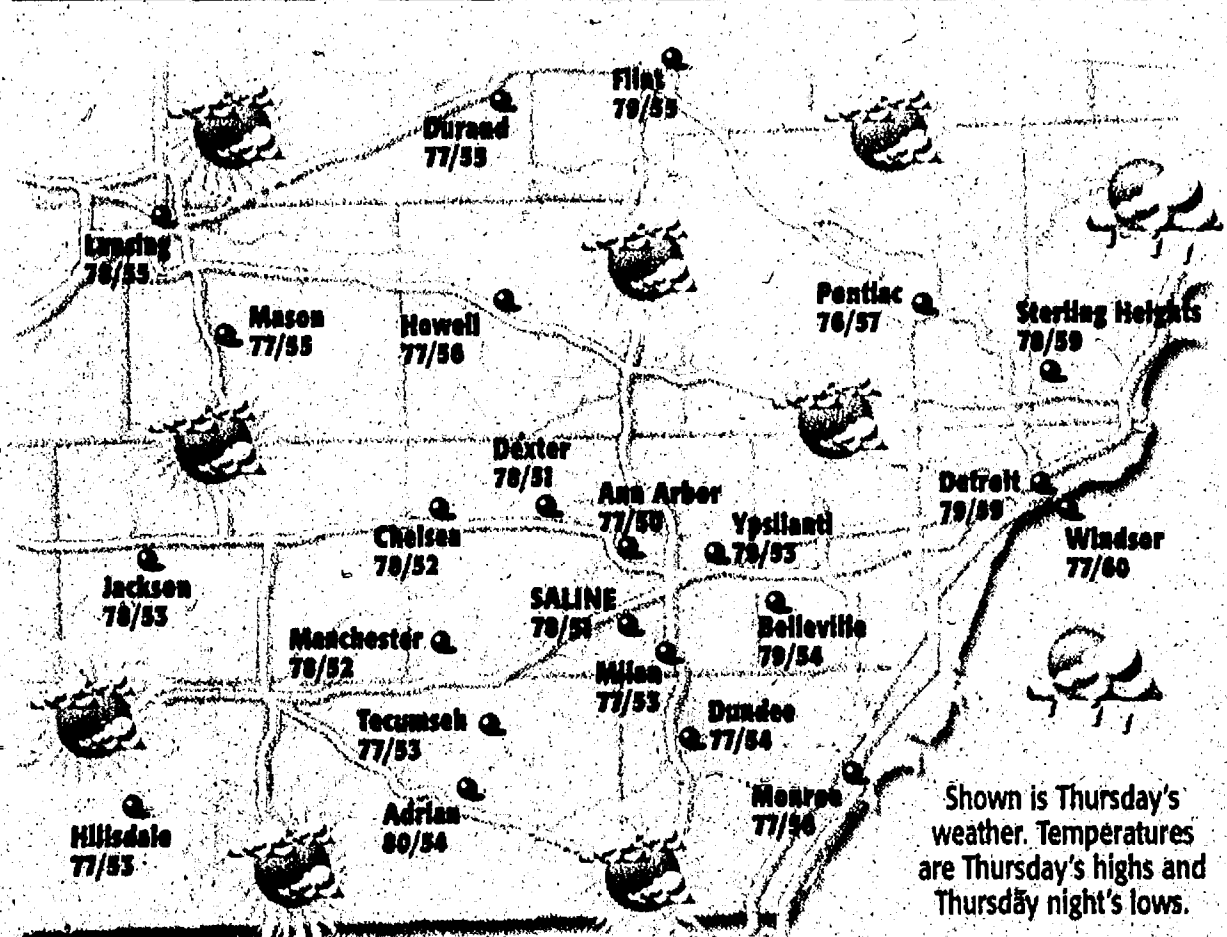 Flint
79/55
Durand
77/55
Lansing
78/55
Mason
77/55
Howell
77/56
Pontiac
76/57
Sterling Heights
78/59
Dexter
78/51
Ann Arbor
Ypsilanti
79/53
Detroit
79/59
Windsor
77/60
Chelsea
78/52
Jackson
78/53
SALINE
78/51
Belleville
79/54
Manchester
78/52
Milan
77/53
Tecumseh
77/53
Dundee
77/54
Adrian
80/54
Monroe
Hillsdale
77/53
Shown is Thursday's
weather. Temperatures
are Thursday's highs and
Thursday night's lows.